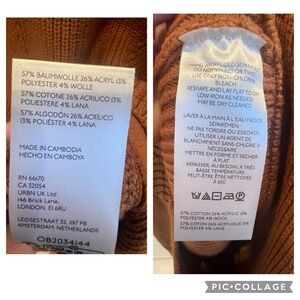 57% BAUMWOLLE 26% ACRYL 13%
POLYESTER 4% WOLLE
57% COTONE 26% ACRILICO 13%
POLIESTERE 4% LANA
57% ALGODÓN 26% ACRÍLICO 13%
POLIÉSTER 4% LANA
MADE IN CAMBODIA
HECHO EN CAMBOYA
RN 66170
CA 32054
URBN UK Ltd
146 Brick Lane,
LONDON, E1 6RU
LEIDSESTRAAT 32, 1017 PB
AMSTERDAM, NETHERLANDS
OB2034144
HAND WASH COLD SEPARATELY
DO NOT WRING OR TWIST
USE ONLY NON-CHLORINE
BLEACH
RESHAPE AND LAY FLAT TO DRY
LOW IRON AS NEEDED
MAY BE DRY CLEANED
LAVER À LA MAIN À L'EAU FROIDE
SÉPARÉMENT.
NE PAS TORDRE OU ESSORER
UTILISER UN AGENT DE
BLANCHIMENT SANS CHLORE SI
NÉCESSAIRE.
METTRE EN FORME ET SÉCHER
À PLAT
REPASSER, AU BESOIN, À TRÈS
BASSE TEMPÉRATURE
PEUT-ÊTRE NETTOYÉ À SEC
57% COTTON 26% ACRYLIC 13%
POLYESTER 4% WOOL
57% COTON 26% ACRYLIQUE 13%
POLYESTER 4% LAINE
PIC•COLLAGE